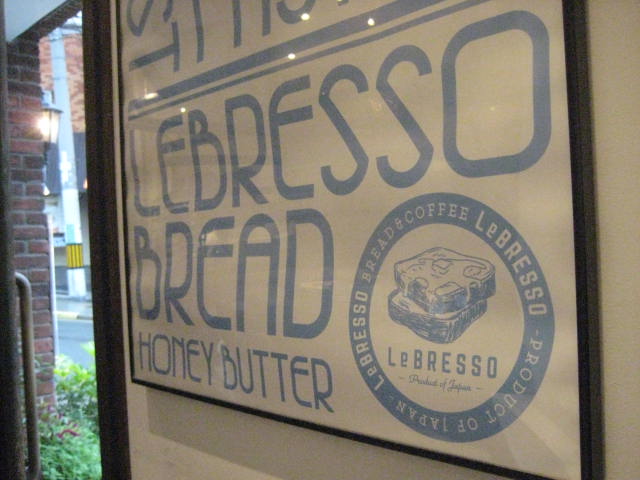 LEBRESSO
BREAD
HONEY BUTTER
BREAD & COFFEE LeBRESSO - PRODUCT OF JAPAN - LeBRESSO
LeBRESSO
- Product of Japan -